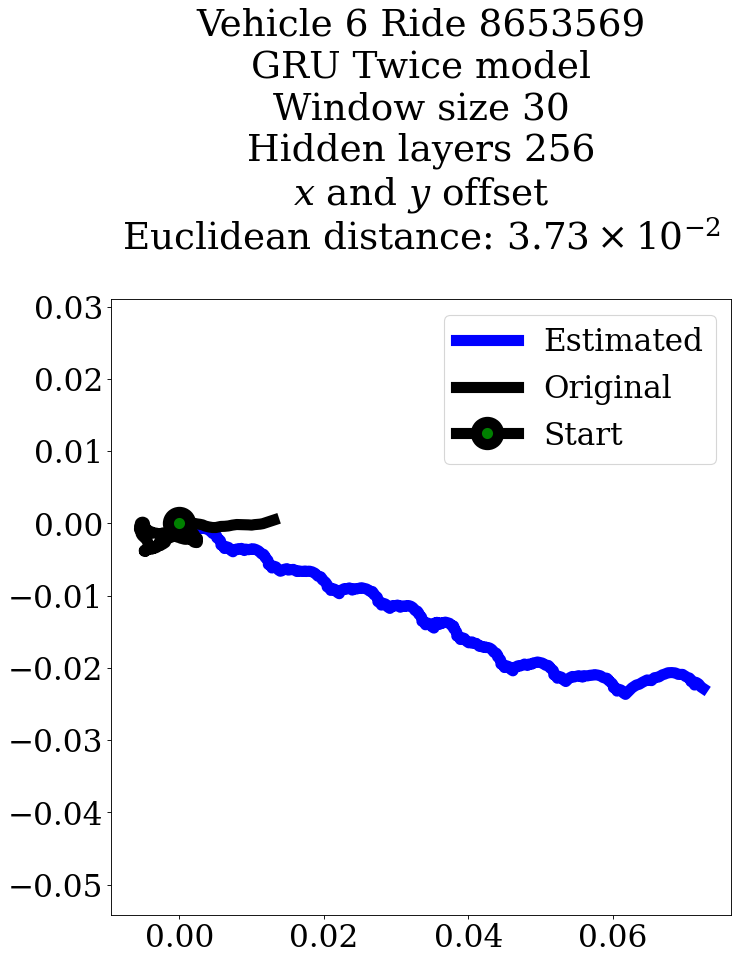 Vehicle 6 Ride 8653569
GRU Twice model
Window size 30
Hidden layers 256
x and y offset
Euclidean distance: 3.73 × 10⁻²
Estimated
Original
Start
0.03
0.02
0.01
0.00
−0.01
−0.02
−0.03
−0.04
−0.05
0.00 0.02 0.04 0.06